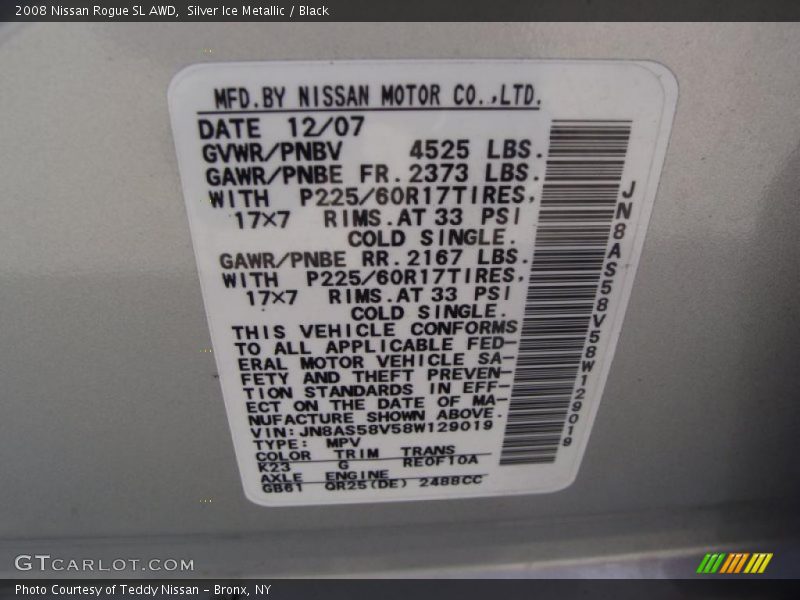 2008 Nissan Rogue SL AWD,  Silver Ice Metallic / Black
MFD.BY NISSAN MOTOR CO.,LTD.
DATE 12/07
GVWR/PNBV 4525 LBS.
GAWR/PNBE FR. 2373 LBS.
WITH P225/60R17TIRES,
17×7 RIMS.AT 33 PSI
COLD SINGLE.
GAWR/PNBE RR. 2167 LBS.
WITH P225/60R17TIRES,
17×7 RIMS.AT 33 PSI
COLD SINGLE.
THIS VEHICLE CONFORMS
TO ALL APPLICABLE FED-
ERAL MOTOR VEHICLE SA-
FETY AND THEFT PREVEN-
TION STANDARDS IN EFF-
ECT ON THE DATE OF MA-
NUFACTURE SHOWN ABOVE.
VIN:JN8AS58V58W129019
TYPE: MPV
COLOR TRIM TRANS
K23 G RE0F10A
AXLE ENGINE
GB61 QR25(DE) 2488CC
JN8AS58V58W129019
GTCARLOT.COM
Photo Courtesy of Teddy Nissan - Bronx, NY